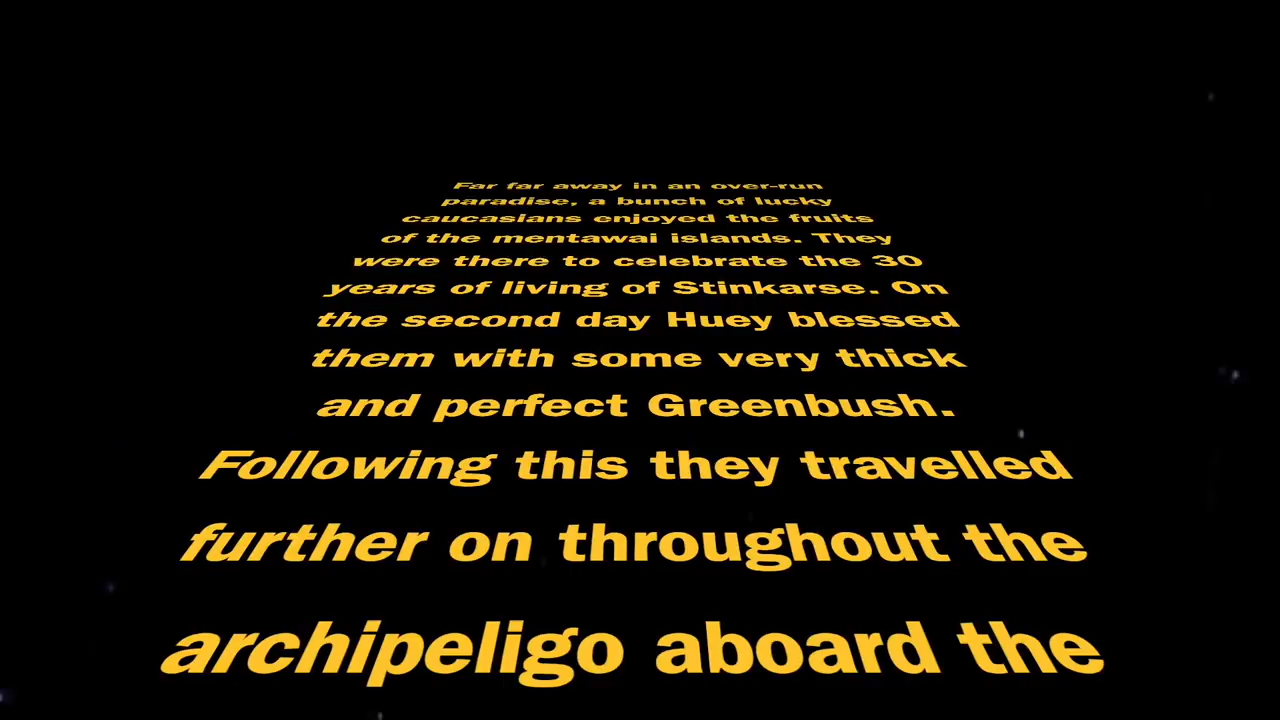 Far far away in an over-run
paradise, a bunch of lucky
caucasians enjoyed the fruits
of the mentawai islands. They
were there to celebrate the 30
years of living of Stinkarse. On
the second day Huey blessed
them with some very thick
and perfect Greenbush.
Following this they travelled
further on throughout the
archipeligo aboard the